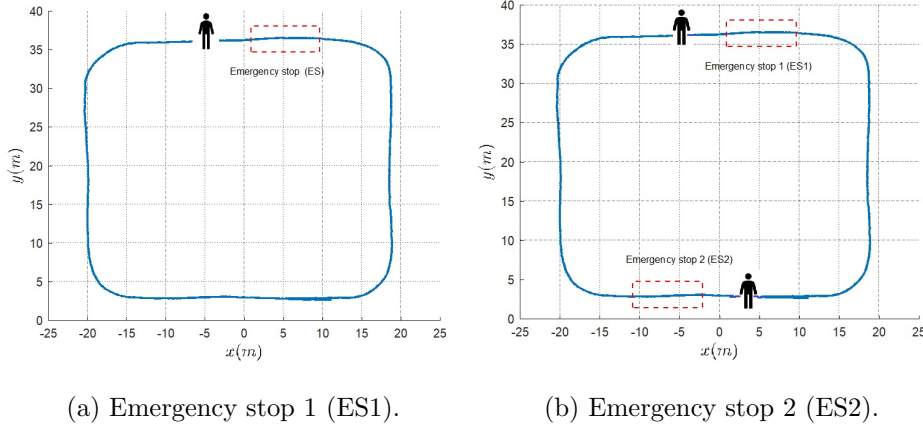 40
35
30
25
20
15
10
5
0
y(m)
-25 -20 -15 -10 -5 0 5 10 15 20 25
x(m)
Emergency stop (ES)
(a) Emergency stop 1 (ES1).
40
35
30
25
20
15
10
5
0
y(m)
-25 -20 -15 -10 -5 0 5 10 15 20 25
x(m)
Emergency stop 1 (ES1)
Emergency stop 2 (ES2)
(b) Emergency stop 2 (ES2).